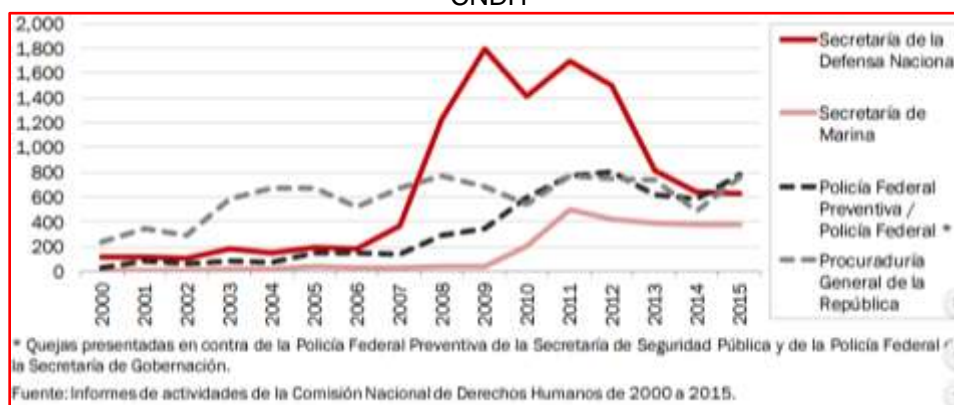 CNDH
2,000
1,800
1,600
1,400
1,200
1,000
800
600
400
200
0
2000
2001
2002
2003
2004
2005
2006
2007
2008
2009
2010
2011
2012
2013
2014
2015
Secretaría de la
Defensa Naciona
Secretaría de
Marina
Policía Federal
Preventiva /
Policía Federal *
Procuraduría
General de la
República
* Quejas presentadas en contra de la Policía Federal Preventiva de la Secretaría de Seguridad Pública y de la Policía Federal
la Secretaría de Gobernación.
Fuente: Informes de actividades de la Comisión Nacional de Derechos Humanos de 2000 a 2015.